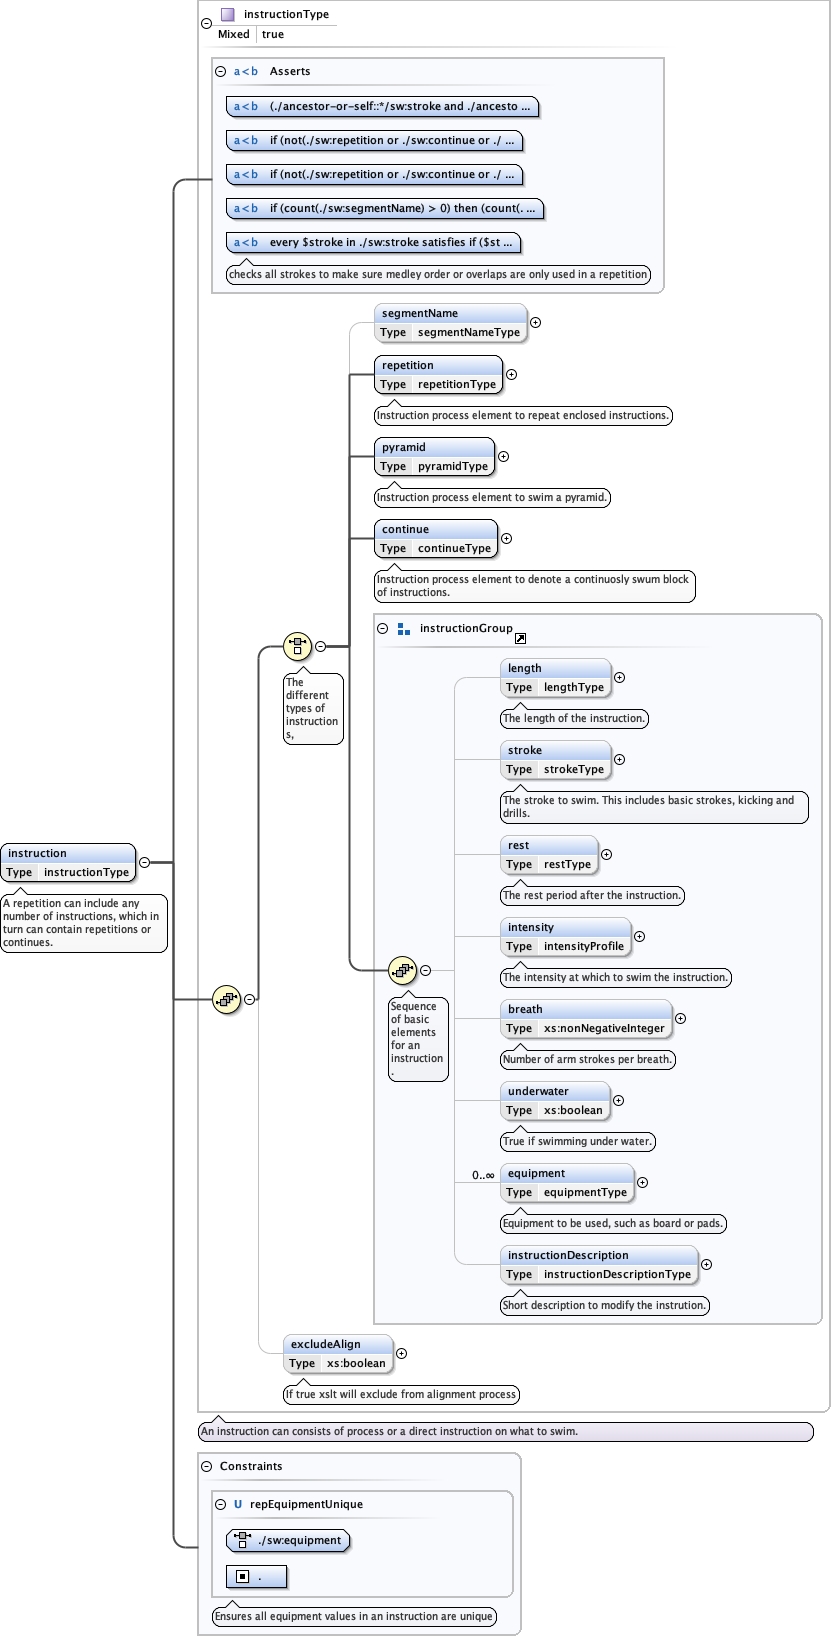 instructionType
Mixed true
a<b Asserts
a<b (./ancestor-or-self::*/sw:stroke and ./ancesto ...
a<b if (not(./sw:repetition or ./sw:continue or ./ ...
a<b if (not(./sw:repetition or ./sw:continue or ./ ...
a<b if (count(./sw:segmentName) > 0) then (count(. ...
a<b every $stroke in ./sw:stroke satisfies if ($st ...
checks all strokes to make sure medley order or overlaps are only used in a repetition
segmentName
Type segmentNameType
repetition
Type repetitionType
Instruction process element to repeat enclosed instructions.
pyramid
Type pyramidType
Instruction process element to swim a pyramid.
continue
Type continueType
Instruction process element to denote a continuosly swum block
of instructions.
The
different
types of
instruction
s,
instructionGroup
length
Type lengthType
The length of the instruction.
stroke
Type strokeType
The stroke to swim. This includes basic strokes, kicking and
drills.
rest
Type restType
The rest period after the instruction.
intensity
Type intensityProfile
The intensity at which to swim the instruction.
Sequence
of basic
elements
for an
instruction
.
breath
Type xs:nonNegativeInteger
Number of arm strokes per breath.
underwater
Type xs:boolean
True if swimming under water.
0..∞
equipment
Type equipmentType
Equipment to be used, such as board or pads.
instructionDescription
Type instructionDescriptionType
Short description to modify the instrution.
instruction
Type instructionType
A repetition can include any
number of instructions, which in
turn can contain repetitions or
continues.
excludeAlign
Type xs:boolean
If true xslt will exclude from alignment process
An instruction can consists of process or a direct instruction on what to swim.
Constraints
U repEquipmentUnique
./sw:equipment
.
Ensures all equipment values in an instruction are unique